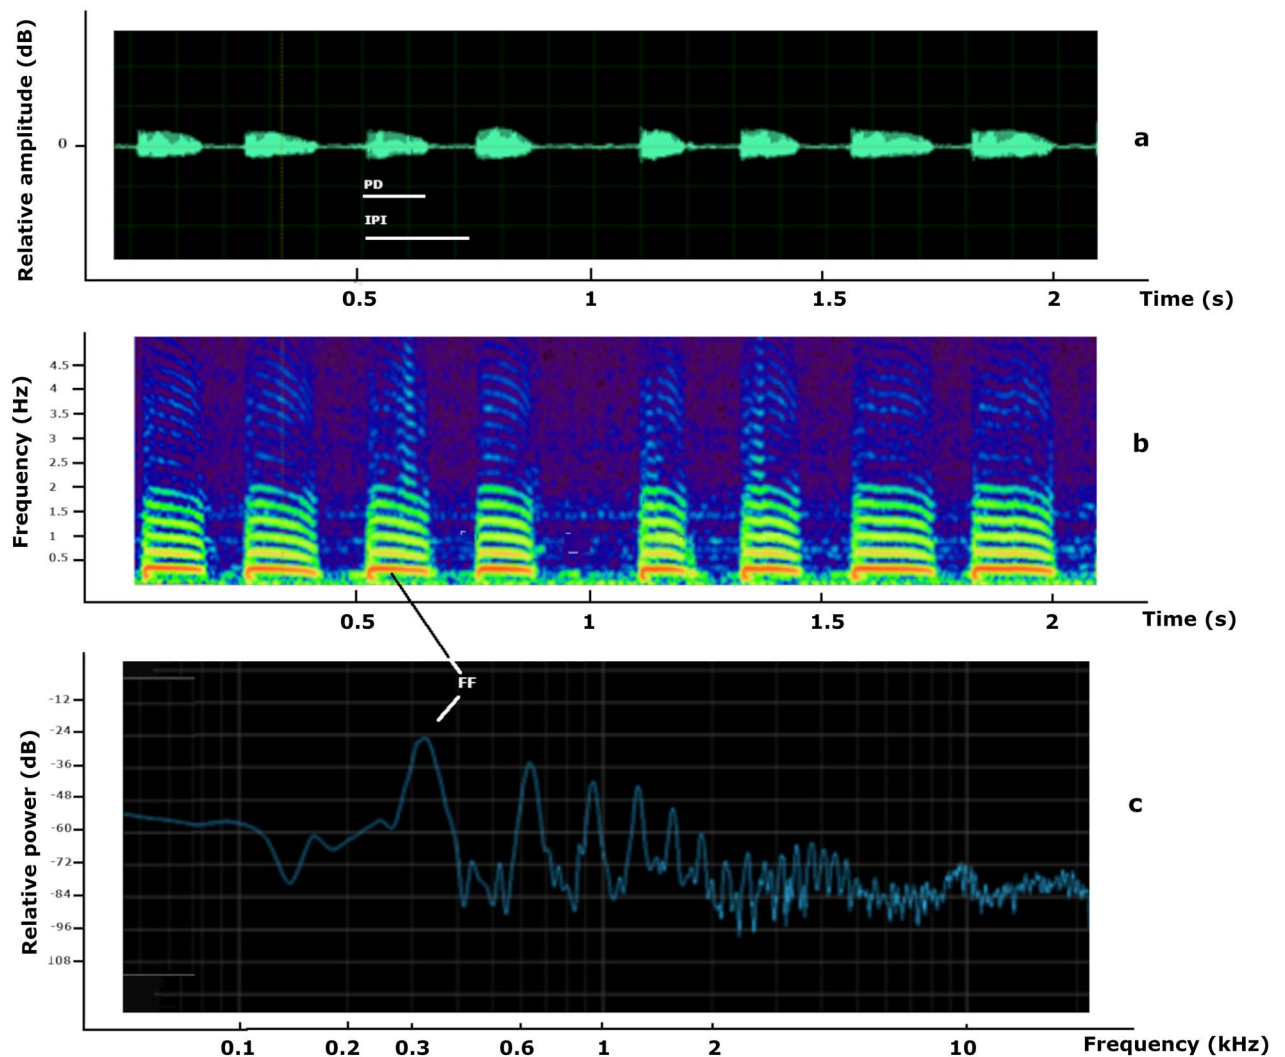 Relative amplitude (dB)
0
PD
IPI
a
0.5 1 1.5 2 Time (s)
Frequency (Hz)
4.5
4
3.5
3
2.5
2
1.5
1
0.5
b
0.5 1 1.5 2 Time (s)
FF
Relative power (dB)
-12
-24
-36
-48
-60
-72
-84
-96
108
c
0.1 0.2 0.3 0.6 1 2 10 Frequency (kHz)